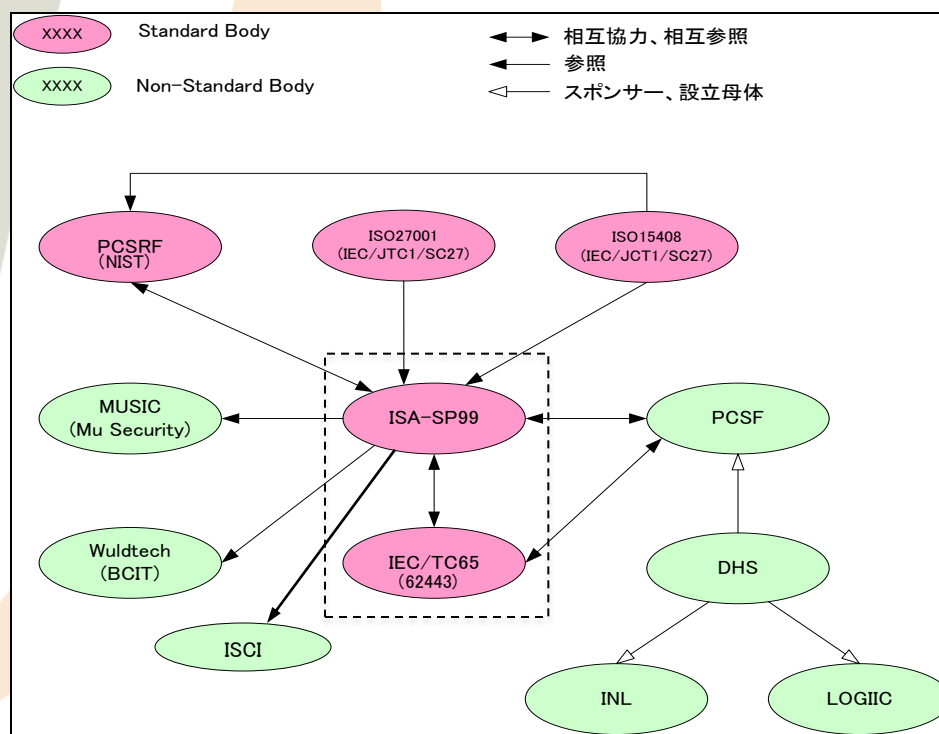 XXXX
Standard Body
相互協力、相互参照
参照
XXXX
Non-Standard Body
スポンサー、設立母体
PCSRF
(NIST)
ISO27001
(IEC/JTC1/SC27)
ISO15408
(IEC/JCT1/SC27)
MUSIC
(Mu Security)
ISA-SP99
PCSF
Wuldtech
(BCIT)
IEC/TC65
(62443)
DHS
ISCI
INL
LOGIIC